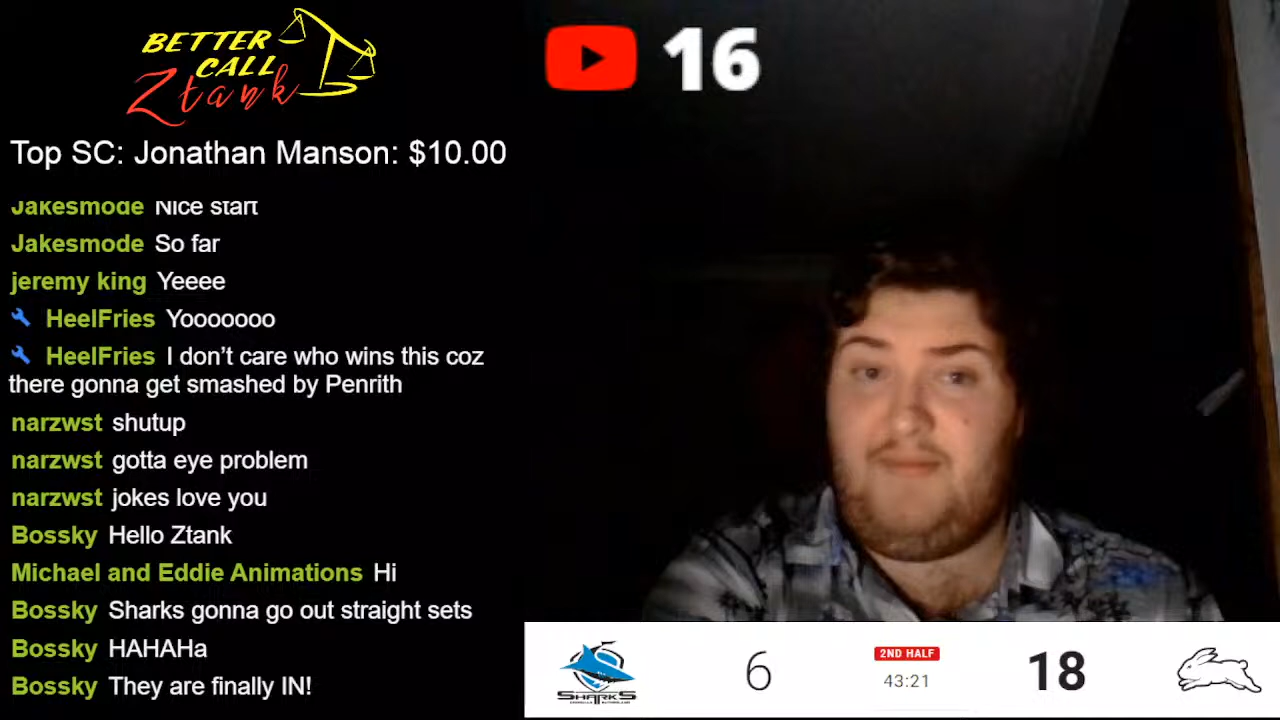 BETTER
CALL
Ztank
16
Top SC: Jonathan Manson: $10.00
Jakesmode Nice start
Jakesmode So far
jeremy king Yeeee
HeelFries Yooooooo
HeelFries I don’t care who wins this coz
there gonna get smashed by Penrith
narzwst shutup
narzwst gotta eye problem
narzwst jokes love you
Bossky Hello Ztank
Michael and Eddie Animations Hi
Bossky Sharks gonna go out straight sets
Bossky HAHAHa
Bossky They are finally IN!
SHARKS
6
2ND HALF
43:21
18